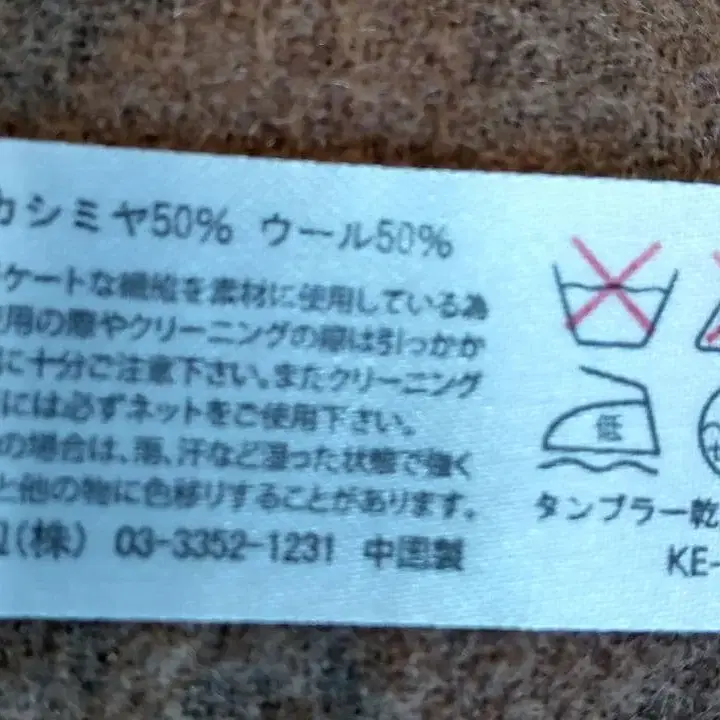 カシミヤ50% ウール50%
ケートな繊維を素材に使用している為
用の際やクリーニングの際は引っかか
に十分ご注意下さい。またクリーニング
には必ずネットをご使用下さい。
の場合は、雨、汗など湿った状態で強く
と他の物に色移りすることがあります。
(株) 03-3352-1231 中国製
低
タンブラー乾
KE-